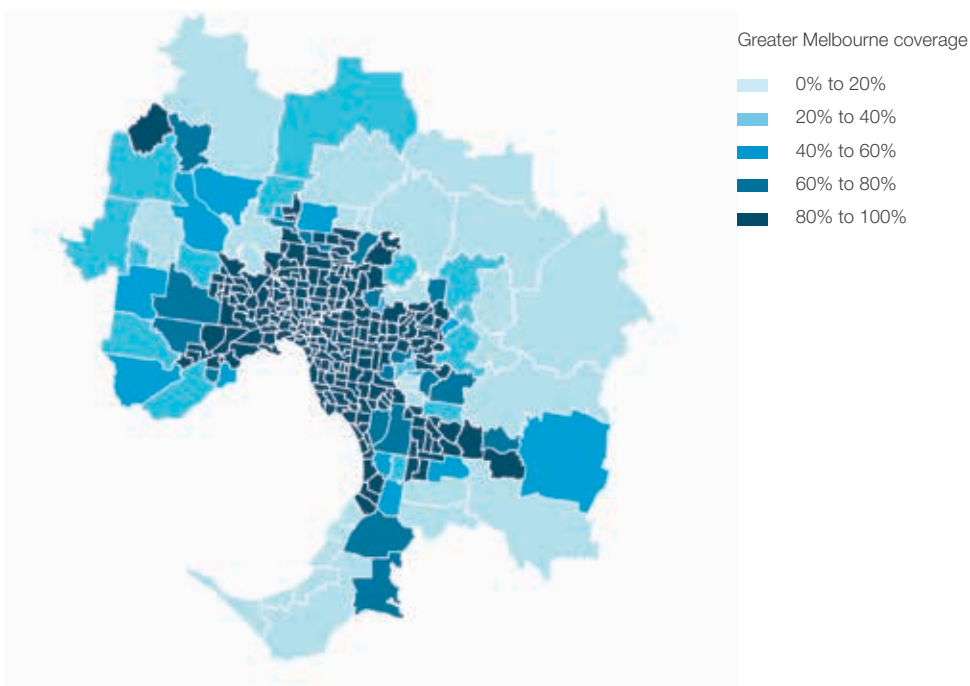 Greater Melbourne coverage
0% to 20%
20% to 40%
40% to 60%
60% to 80%
80% to 100%